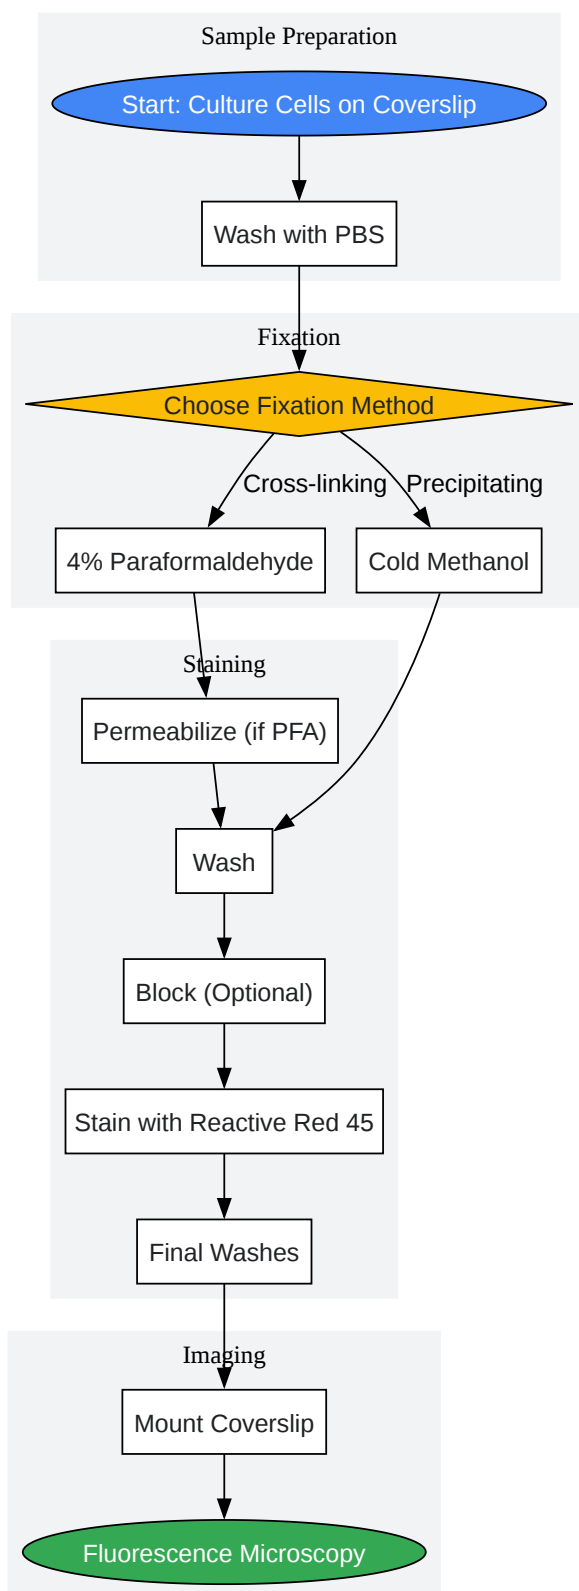 Sample Preparation
Start: Culture Cells on Coverslip
Wash with PBS
Fixation
Choose Fixation Method
Cross-linking
Precipitating
4% Paraformaldehyde
Cold Methanol
Staining
Permeabilize (if PFA)
Wash
Block (Optional)
Stain with Reactive Red 45
Final Washes
Imaging
Mount Coverslip
Fluorescence Microscopy